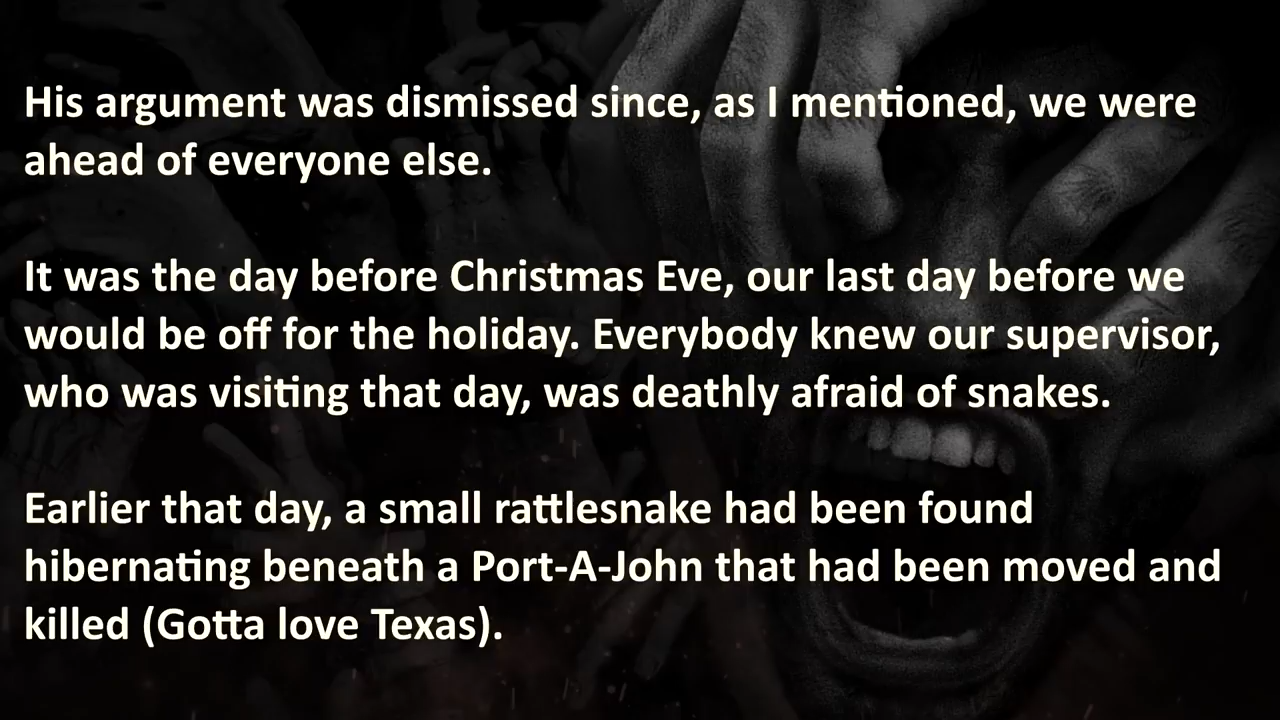 His argument was dismissed since, as I mentioned, we were
ahead of everyone else.
It was the day before Christmas Eve, our last day before we
would be off for the holiday. Everybody knew our supervisor,
who was visiting that day, was deathly afraid of snakes.
Earlier that day, a small rattlesnake had been found
hibernating beneath a Port-A-John that had been moved and
killed (Gotta love Texas).